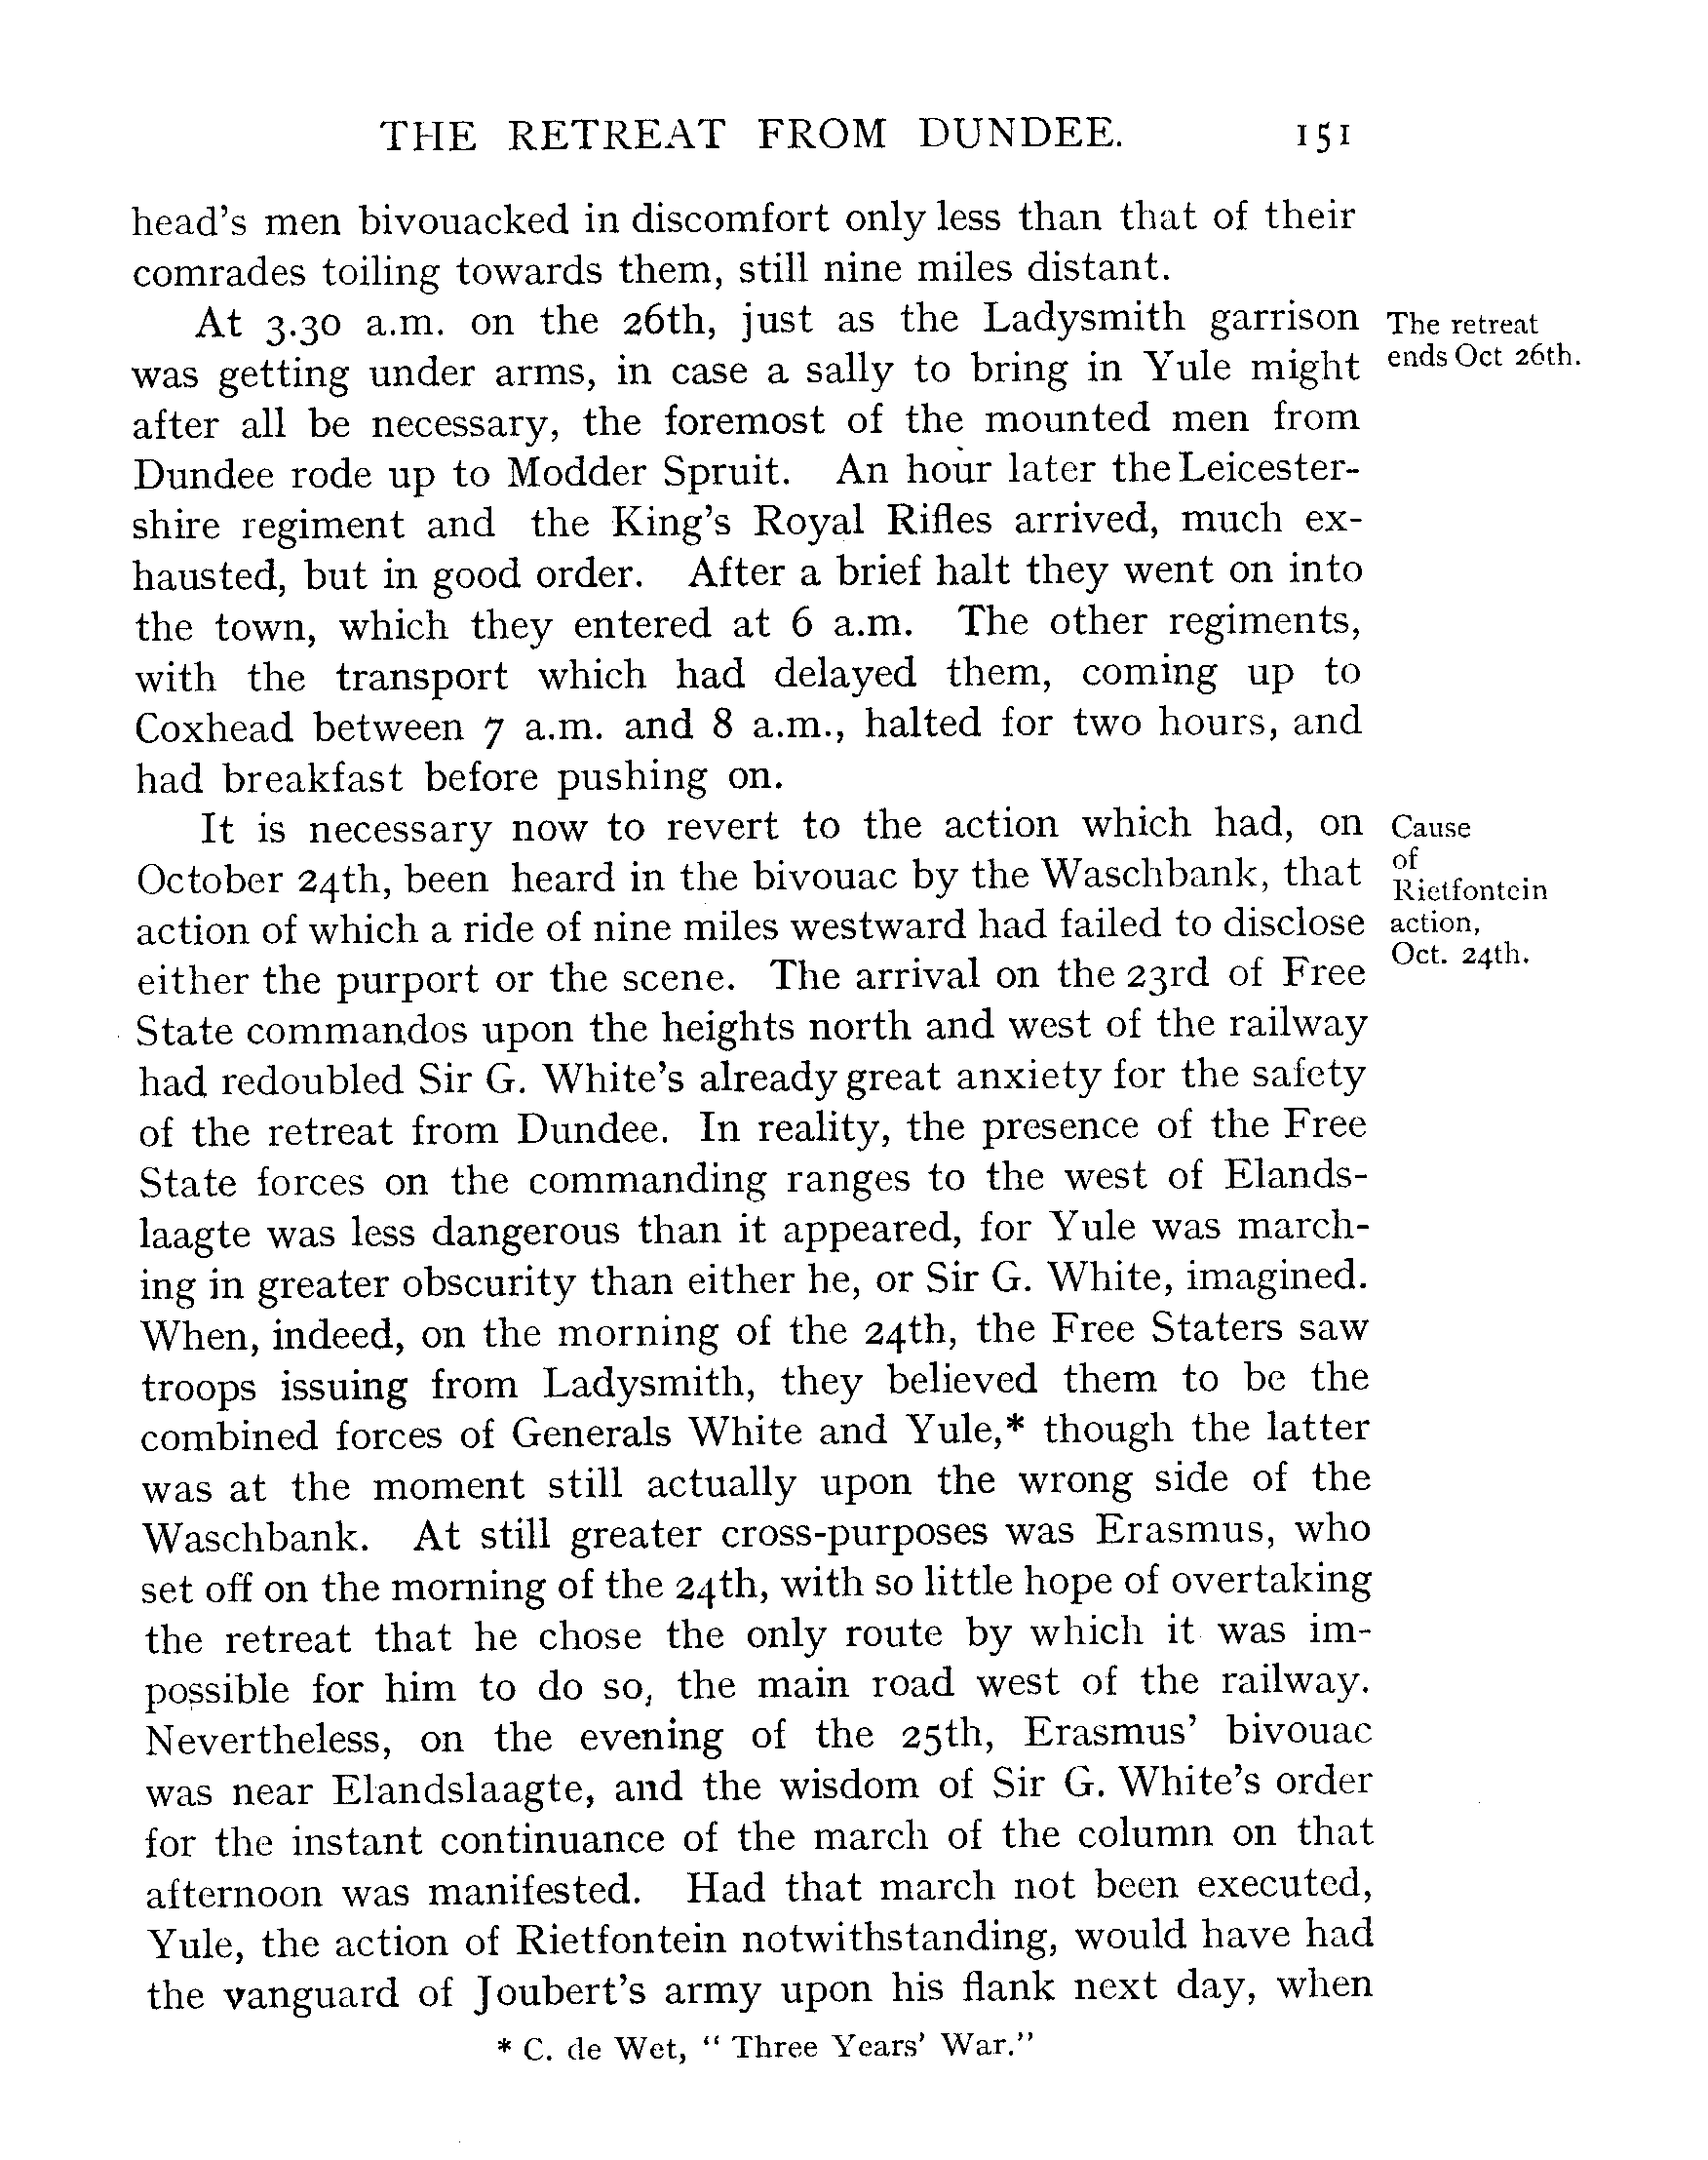 THE RETREAT FROM DUNDEE. 151
head's men bivouacked in discomfort only less than that of their
comrades toiling towards them, still nine miles distant.
At 3.30 a.m. on the 26th, just as the Ladysmith garrison
The retreat
was getting under arms, in case a sally to bring in Yule might
ends Oct 26th.
after all be necessary, the foremost of the mounted men from
Dundee rode up to Modder Spruit. An hour later the Leicester-
shire regiment and the King's Royal Rifles arrived, much ex-
hausted, but in good order. After a brief halt they went on into
the town, which they entered at 6 a.m. The other regiments,
with the transport which had delayed them, coming up to
Coxhead between 7 a.m. and 8 a.m., halted for two hours, and
had breakfast before pushing on.
It is necessary now to revert to the action which had, on
Cause
of
Rietfontein
action,
Oct. 24th.
October 24th, been heard in the bivouac by the Waschbank, that
action of which a ride of nine miles westward had failed to disclose
either the purport or the scene. The arrival on the 23rd of Free
State commandos upon the heights north and west of the railway
had redoubled Sir G. White's already great anxiety for the safety
of the retreat from Dundee. In reality, the presence of the Free
State forces on the commanding ranges to the west of Elands-
laagte was less dangerous than it appeared, for Yule was march-
ing in greater obscurity than either he, or Sir G. White, imagined.
When, indeed, on the morning of the 24th, the Free Staters saw
troops issuing from Ladysmith, they believed them to be the
combined forces of Generals White and Yule,* though the latter
was at the moment still actually upon the wrong side of the
Waschbank. At still greater cross-purposes was Erasmus, who
set off on the morning of the 24th, with so little hope of overtaking
the retreat that he chose the only route by which it was im-
possible for him to do so, the main road west of the railway.
Nevertheless, on the evening of the 25th, Erasmus' bivouac
was near Elandslaagte, and the wisdom of Sir G. White's order
for the instant continuance of the march of the column on that
afternoon was manifested. Had that march not been executed,
Yule, the action of Rietfontein notwithstanding, would have had
the vanguard of Joubert's army upon his flank next day, when
* C. de Wet, "Three Years' War."